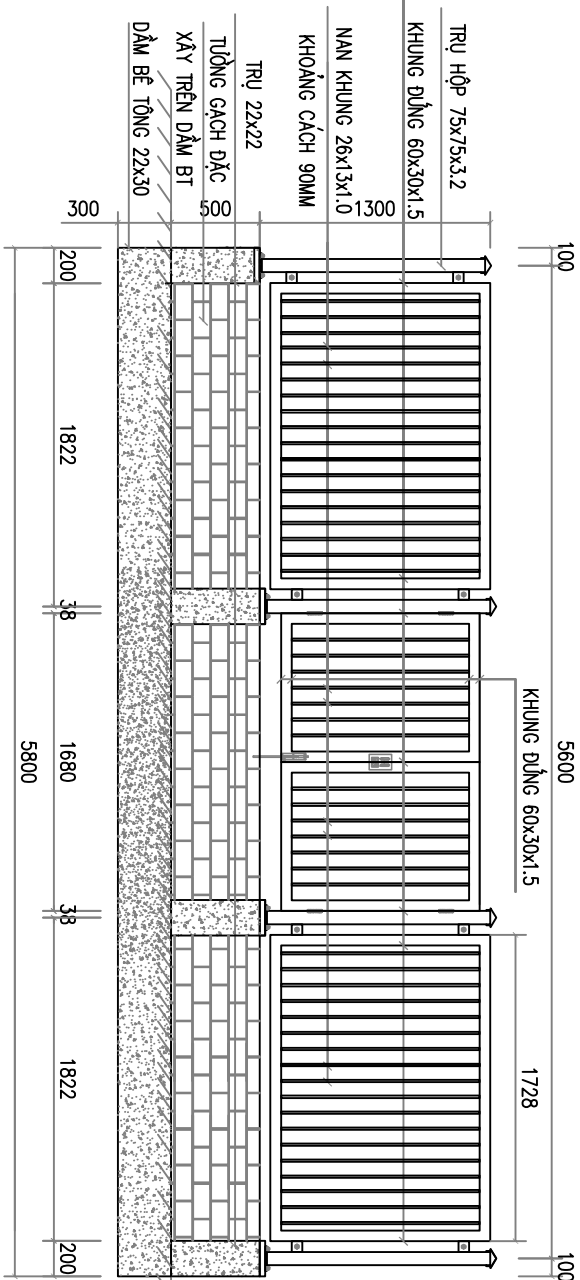 100
5600
100
TRỤ HỘP 75x75x3.2
KHUNG ĐỨNG 60x30x1.5
KHUNG ĐỨNG 60x30x1.5
1728
NAN KHUNG 26x13x1.0
KHOẢNG CÁCH 90MM
1300
TRỤ 22x22
TƯỜNG GẠCH ĐẶC
XÂY TRÊN DẦM BT
500
DẦM BÊ TÔNG 22x30
300
200
1822
38
1680
38
1822
200
5800